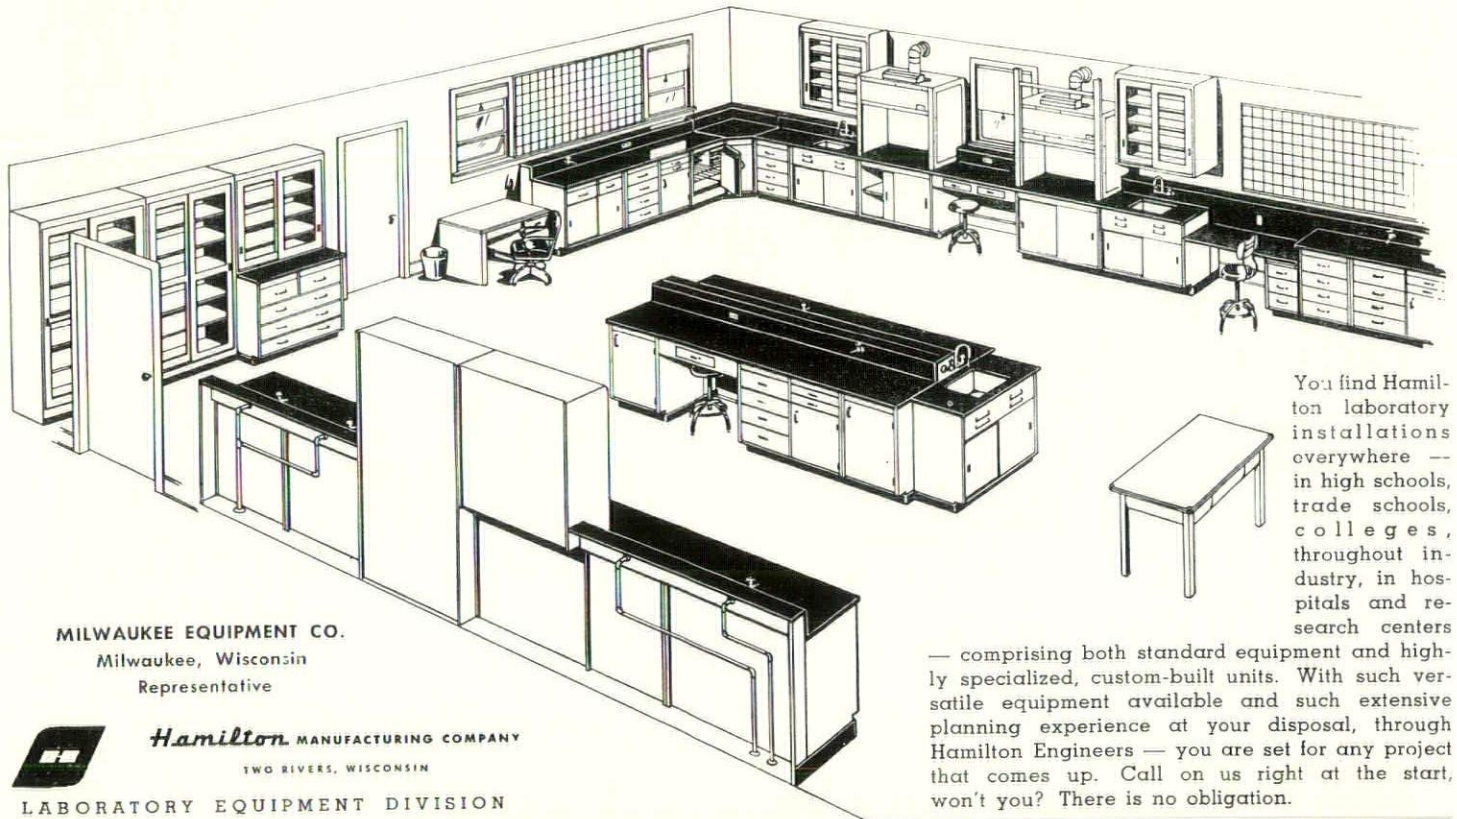 You find Hamil-
ton laboratory
installations
everywhere —
in high schools,
trade schools,
colleges,
throughout in-
dustry, in hos-
pitals and re-
search centers
— comprising both standard equipment and high-
ly specialized, custom-built units. With such ver-
satile equipment available and such extensive
planning experience at your disposal, through
Hamilton Engineers — you are set for any project
that comes up. Call on us right at the start,
won't you? There is no obligation.
MILWAUKEE EQUIPMENT CO.
Milwaukee, Wisconsin
Representative
H
Hamilton MANUFACTURING COMPANY
TWO RIVERS, WISCONSIN
LABORATORY EQUIPMENT DIVISION